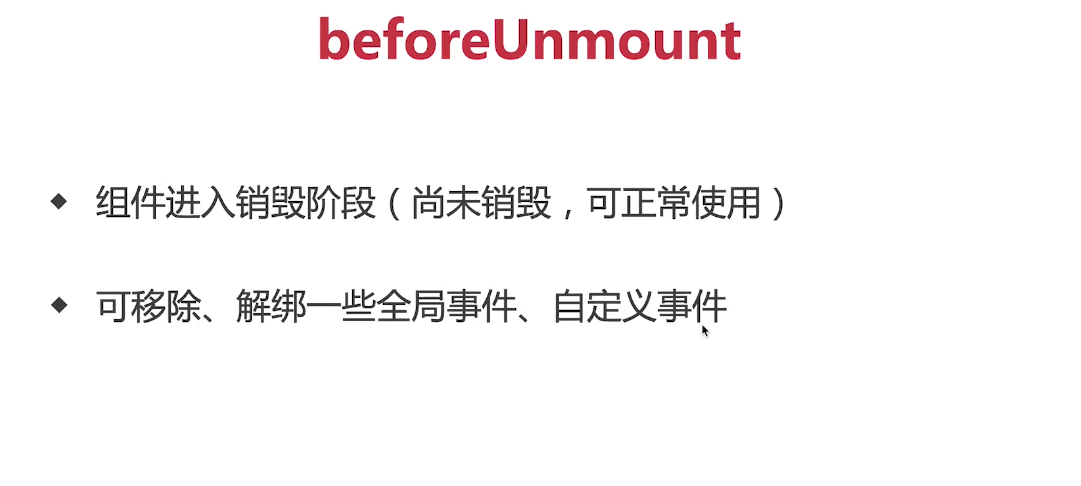 beforeUnmount
◆ 组件进入销毁阶段（尚未销毁，可正常使用）
◆ 可移除、解绑一些全局事件、自定义事件